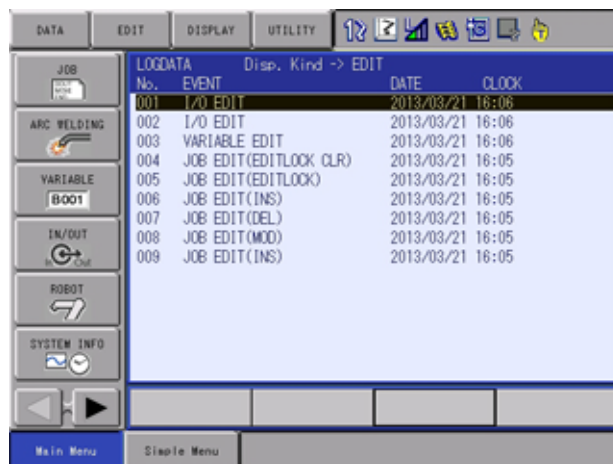 DATA EDIT DISPLAY UTILITY
JOB
LOGDATA Disp. Kind -> EDIT
No. EVENT DATE CLOCK
001 I/O EDIT 2013/03/21 16:06
002 I/O EDIT 2013/03/21 16:06
003 VARIABLE EDIT 2013/03/21 16:06
004 JOB EDIT(EDITLOCK CLR) 2013/03/21 16:05
005 JOB EDIT(EDITLOCK) 2013/03/21 16:05
006 JOB EDIT(INS) 2013/03/21 16:05
007 JOB EDIT(DEL) 2013/03/21 16:05
008 JOB EDIT(MOD) 2013/03/21 16:05
009 JOB EDIT(INS) 2013/03/21 16:05
ARC WELDING
VARIABLE
B001
IN/OUT
In Out
ROBOT
SYSTEM INFO
Main Menu Simple Menu